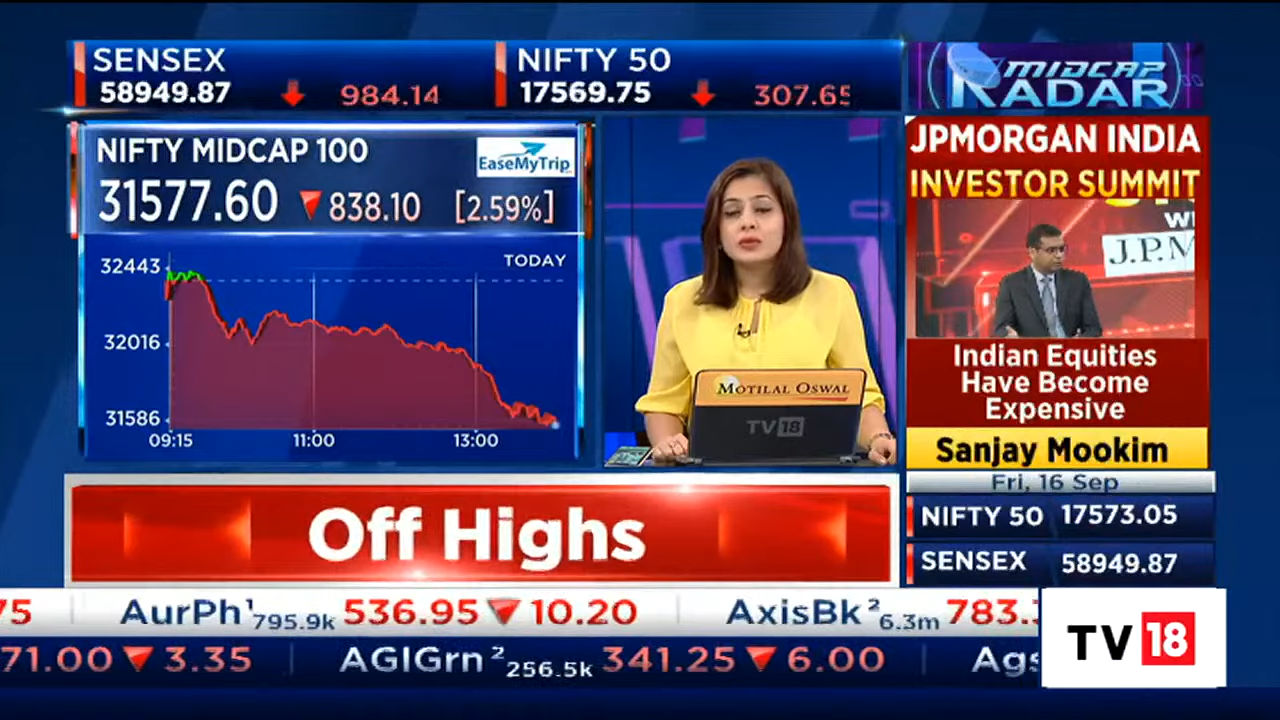 SENSEX
58949.87 984.14
NIFTY 50
17569.75 307.65
MIDCAP
RADAR
NIFTY MIDCAP 100
EaseMyTrip
31577.60 838.10 [2.59%]
TODAY
32443
32016
31586
09:15 11:00 13:00
MOTILAL OSWAL
TV18
JPMORGAN INDIA
INVESTOR SUMMIT
WI
J.P.M
Indian Equities
Have Become
Expensive
Sanjay Mookim
Fri, 16 Sep
NIFTY 50 17573.05
SENSEX 58949.87
Off Highs
75 AurPh¹ 795.9k 536.95 10.20 AxisBk² 6.3m 783.3
71.00 3.35 AGIGrn² 256.5k 341.25 6.00 Ags
TV18